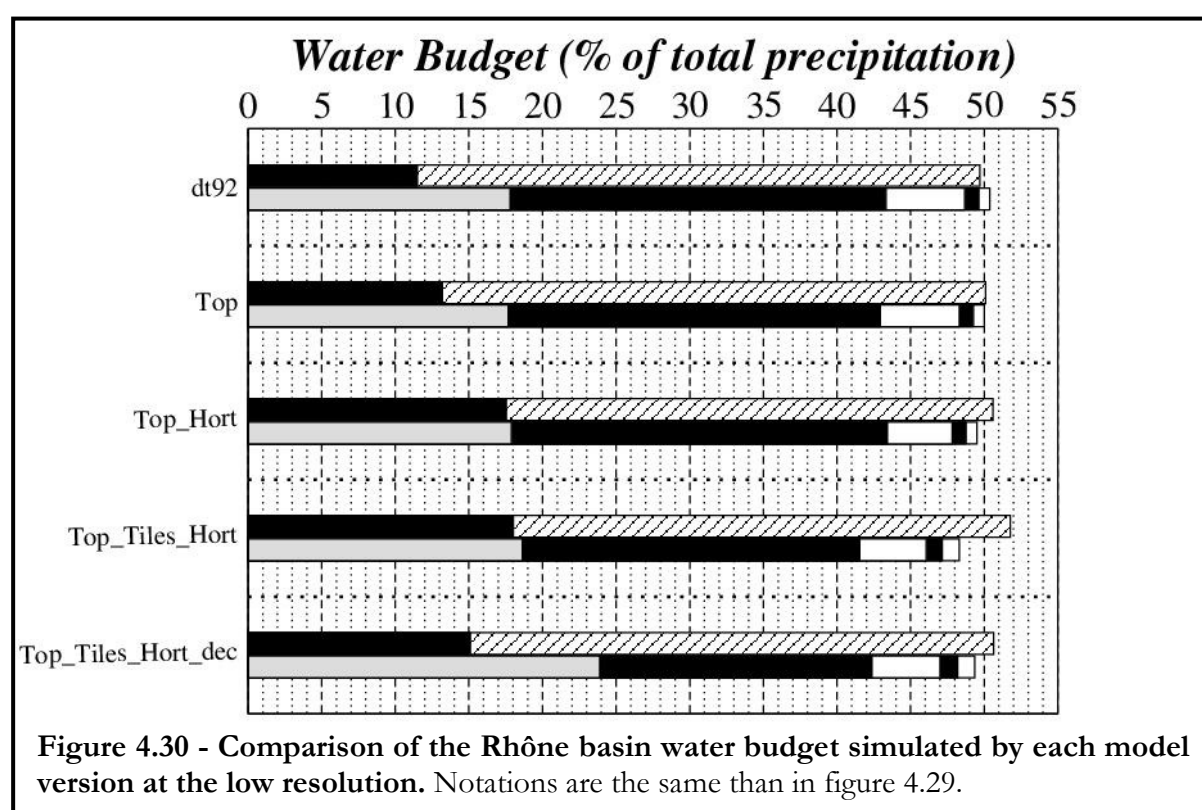 Water Budget (% of total precipitation)
0 5 10 15 20 25 30 35 40 45 50 55
dt92
Top
Top_Hort
Top_Tiles_Hort
Top_Tiles_Hort_dec
Figure 4.30 - Comparison of the Rhône basin water budget simulated by each model
version at the low resolution. Notations are the same than in figure 4.29.